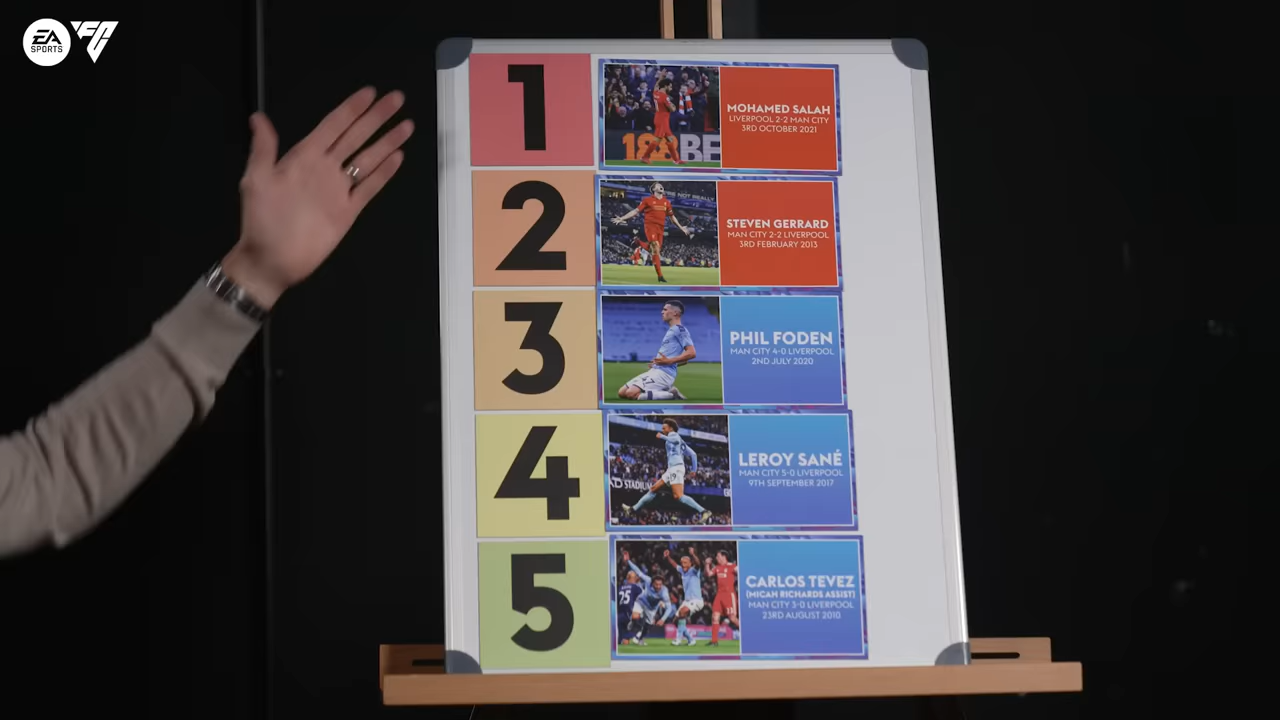 EA
SPORTS
FC
1
MOHAMED SALAH
LIVERPOOL 2-2 MAN CITY
3RD OCTOBER 2021
2
STEVEN GERRARD
MAN CITY 2-2 LIVERPOOL
3RD FEBRUARY 2013
3
PHIL FODEN
MAN CITY 4-0 LIVERPOOL
2ND JULY 2020
4
LEROY SANÉ
MAN CITY 5-0 LIVERPOOL
9TH SEPTEMBER 2017
19
5
CARLOS TEVEZ
(MICAH RICHARDS ASSIST)
MAN CITY 3-0 LIVERPOOL
23RD AUGUST 2010
25